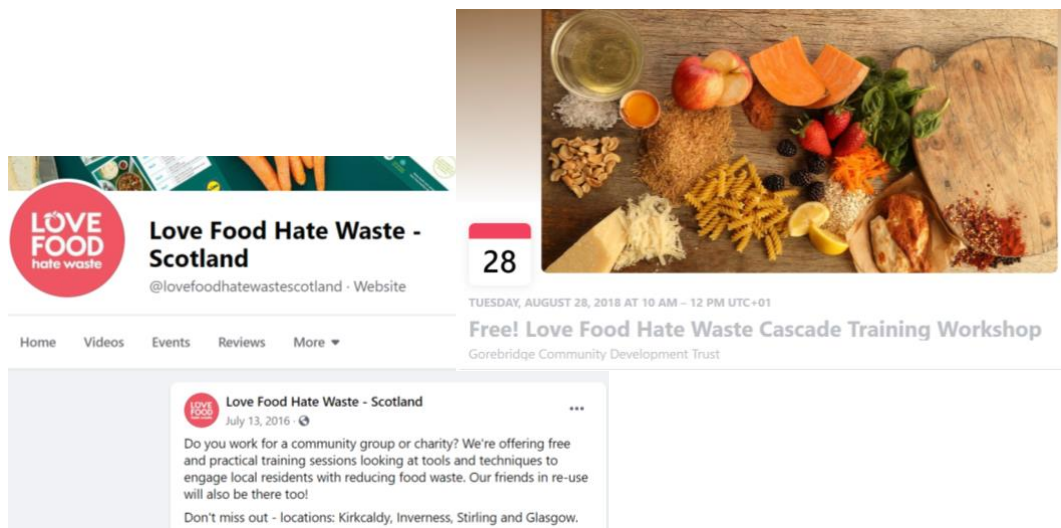 LOVE
FOOD
hate waste
Love Food Hate Waste -
Scotland
@lovefoodhatewastescotland · Website
Home Videos Events Reviews More
28
TUESDAY, AUGUST 28, 2018 AT 10 AM – 12 PM UTC+01
Free! Love Food Hate Waste Cascade Training Workshop
Gorebridge Community Development Trust
LOVE
FOOD
Love Food Hate Waste - Scotland
July 13, 2016 ·
Do you work for a community group or charity? We're offering free
and practical training sessions looking at tools and techniques to
engage local residents with reducing food waste. Our friends in re-use
will also be there too!
Don't miss out - locations: Kirkcaldy, Inverness, Stirling and Glasgow.